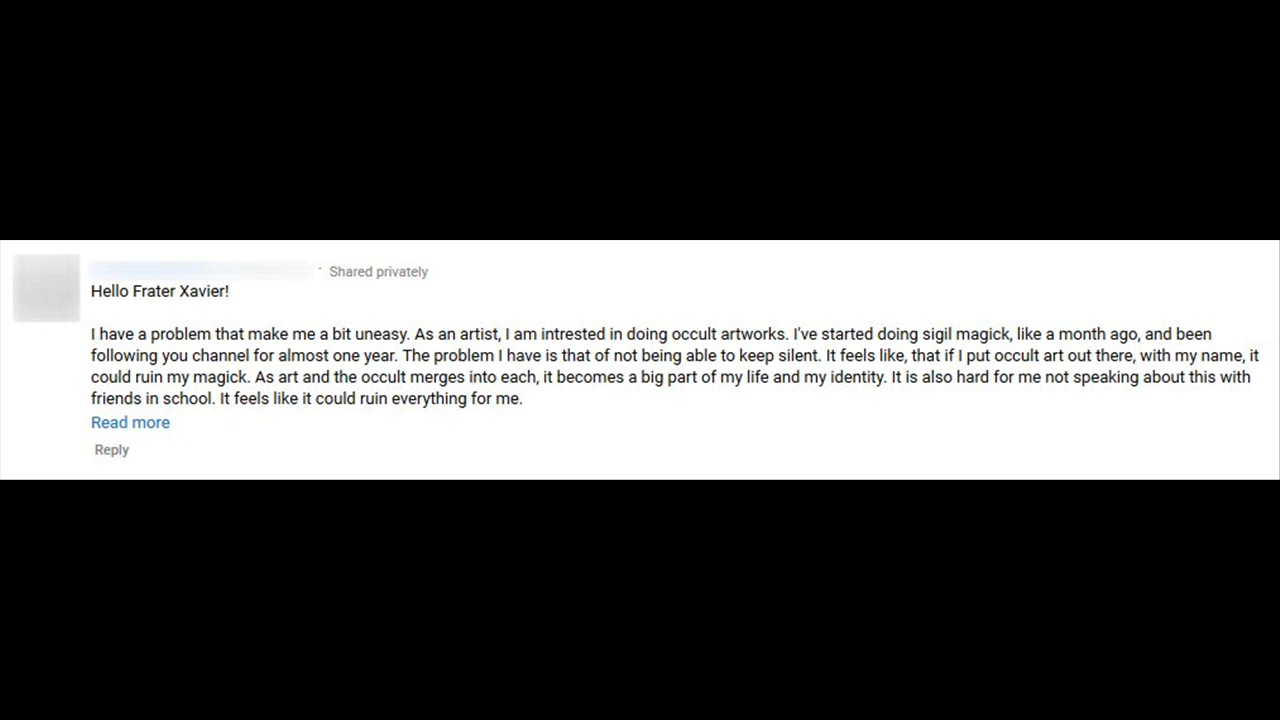 · Shared privately
Hello Frater Xavier!
I have a problem that make me a bit uneasy. As an artist, I am intrested in doing occult artworks. I've started doing sigil magick, like a month ago, and been
following you channel for almost one year. The problem I have is that of not being able to keep silent. It feels like, that if I put occult art out there, with my name, it
could ruin my magick. As art and the occult merges into each, it becomes a big part of my life and my identity. It is also hard for me not speaking about this with
friends in school. It feels like it could ruin everything for me.
Read more
Reply